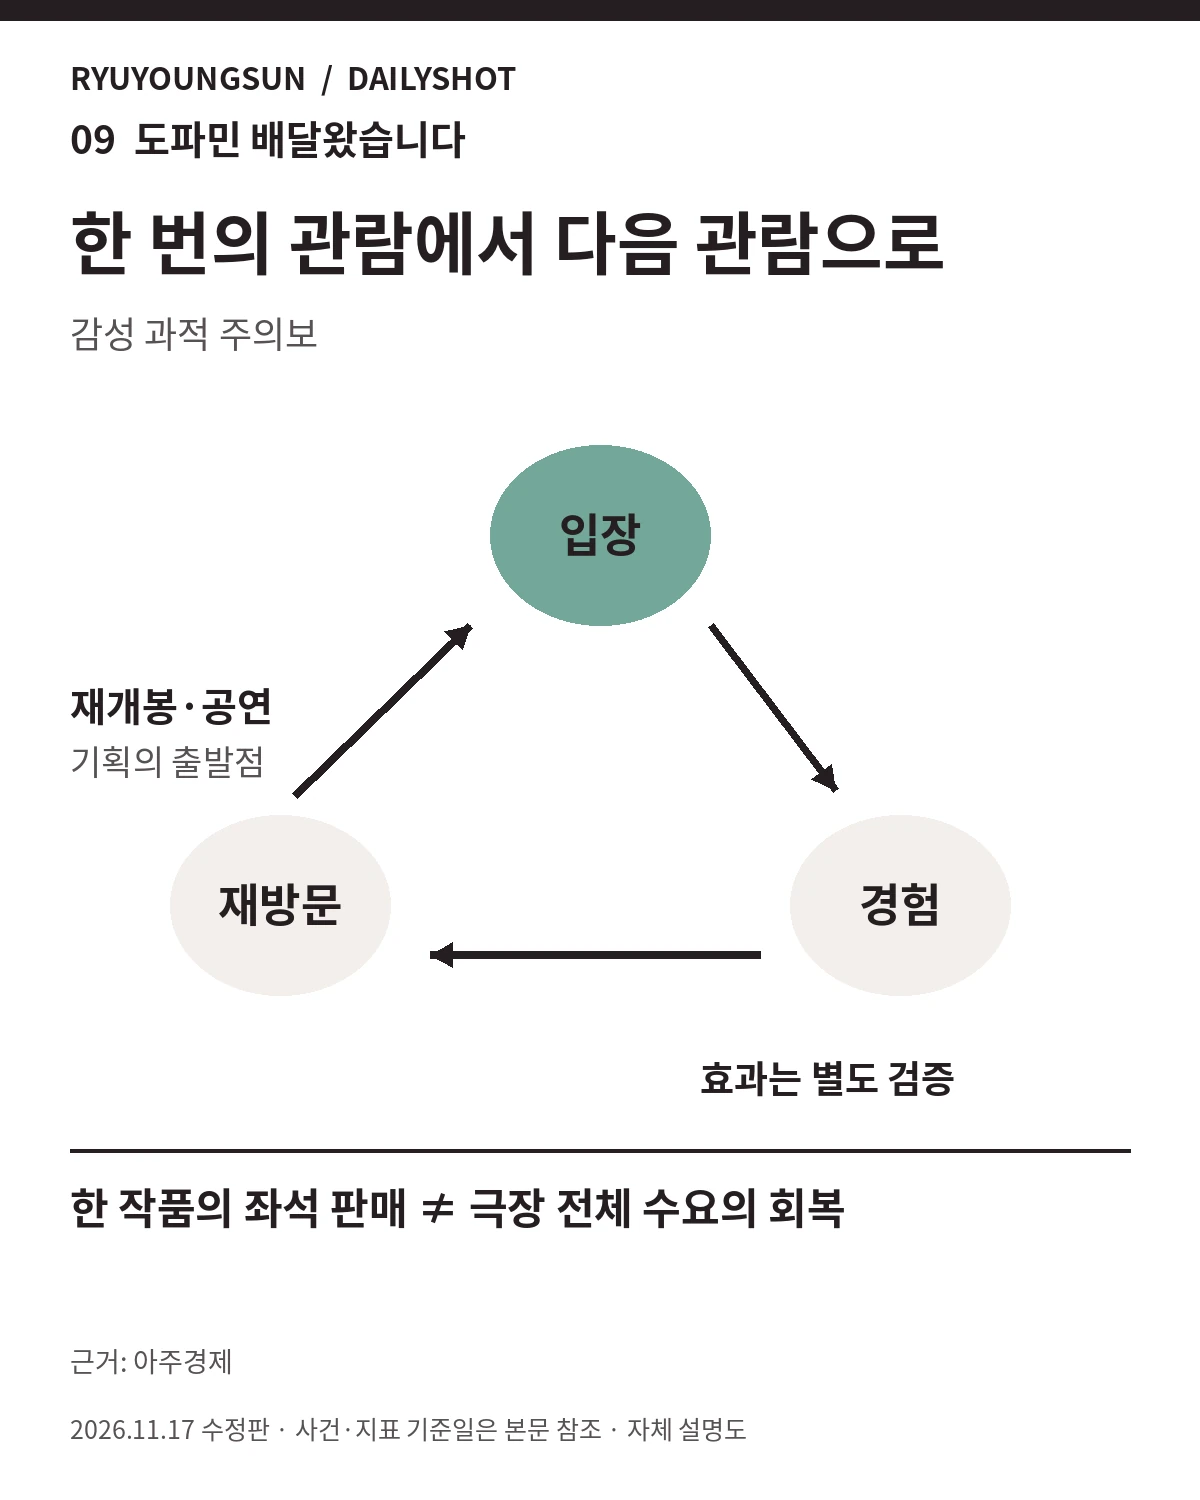 RYUYOUNGSUN / DAILYSHOT
09 도파민 배달왔습니다
한 번의 관람에서 다음 관람으로
감성 과적 주의보
입장
재개봉·공연
기획의 출발점
재방문
경험
효과는 별도 검증
한 작품의 좌석 판매 ≠ 극장 전체 수요의 회복
근거: 아주경제
2026.11.17 수정판 · 사건·지표 기준일은 본문 참조 · 자체 설명도